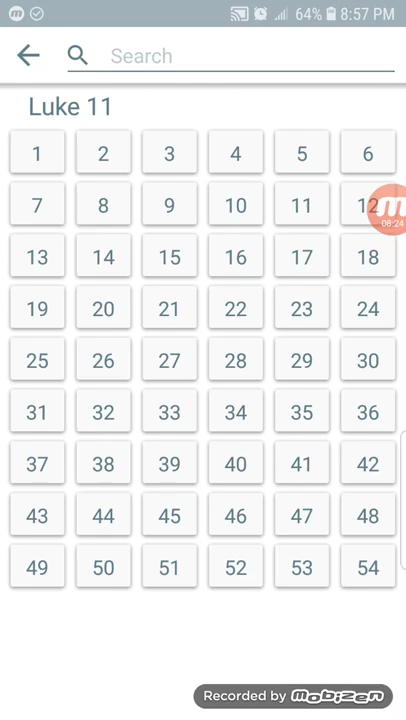 64% 8:57 PM
Search
Luke 11
1 2 3 4 5 6
7 8 9 10 11 12
08:24
13 14 15 16 17 18
19 20 21 22 23 24
25 26 27 28 29 30
31 32 33 34 35 36
37 38 39 40 41 42
43 44 45 46 47 48
49 50 51 52 53 54
Recorded by mobizen